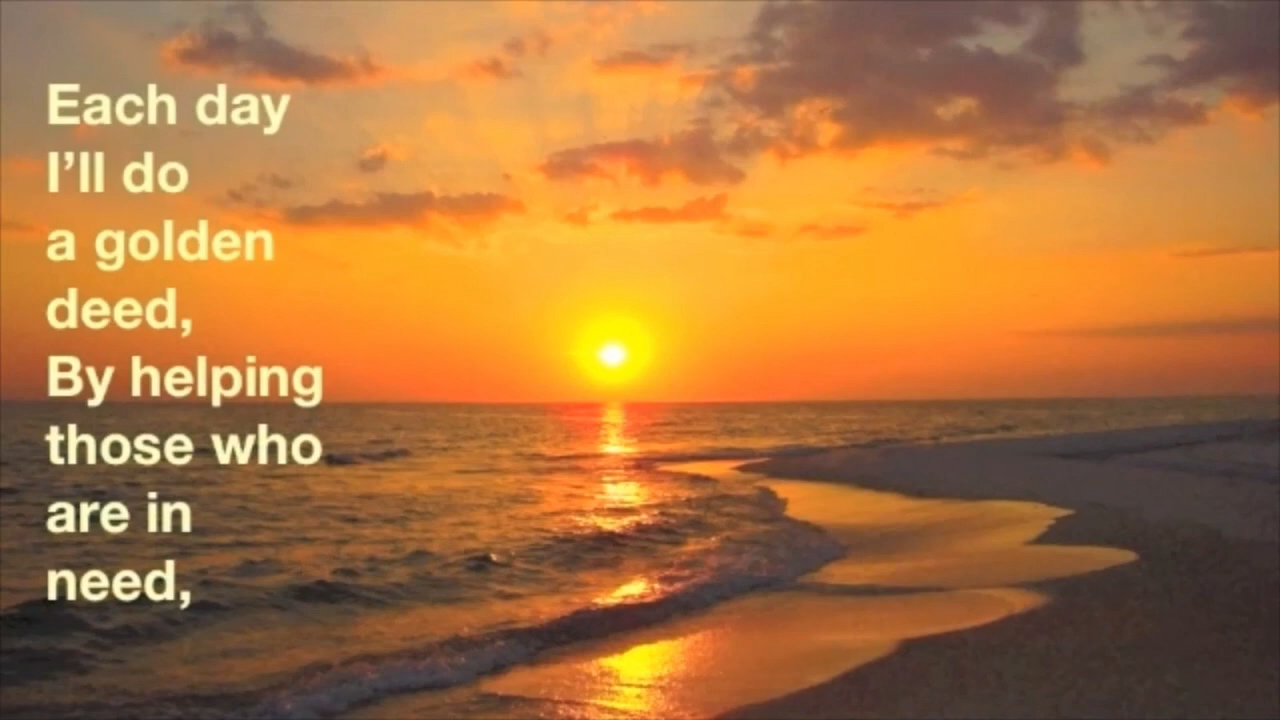 Each day
I’ll do
a golden
deed,
By helping
those who
are in
need,